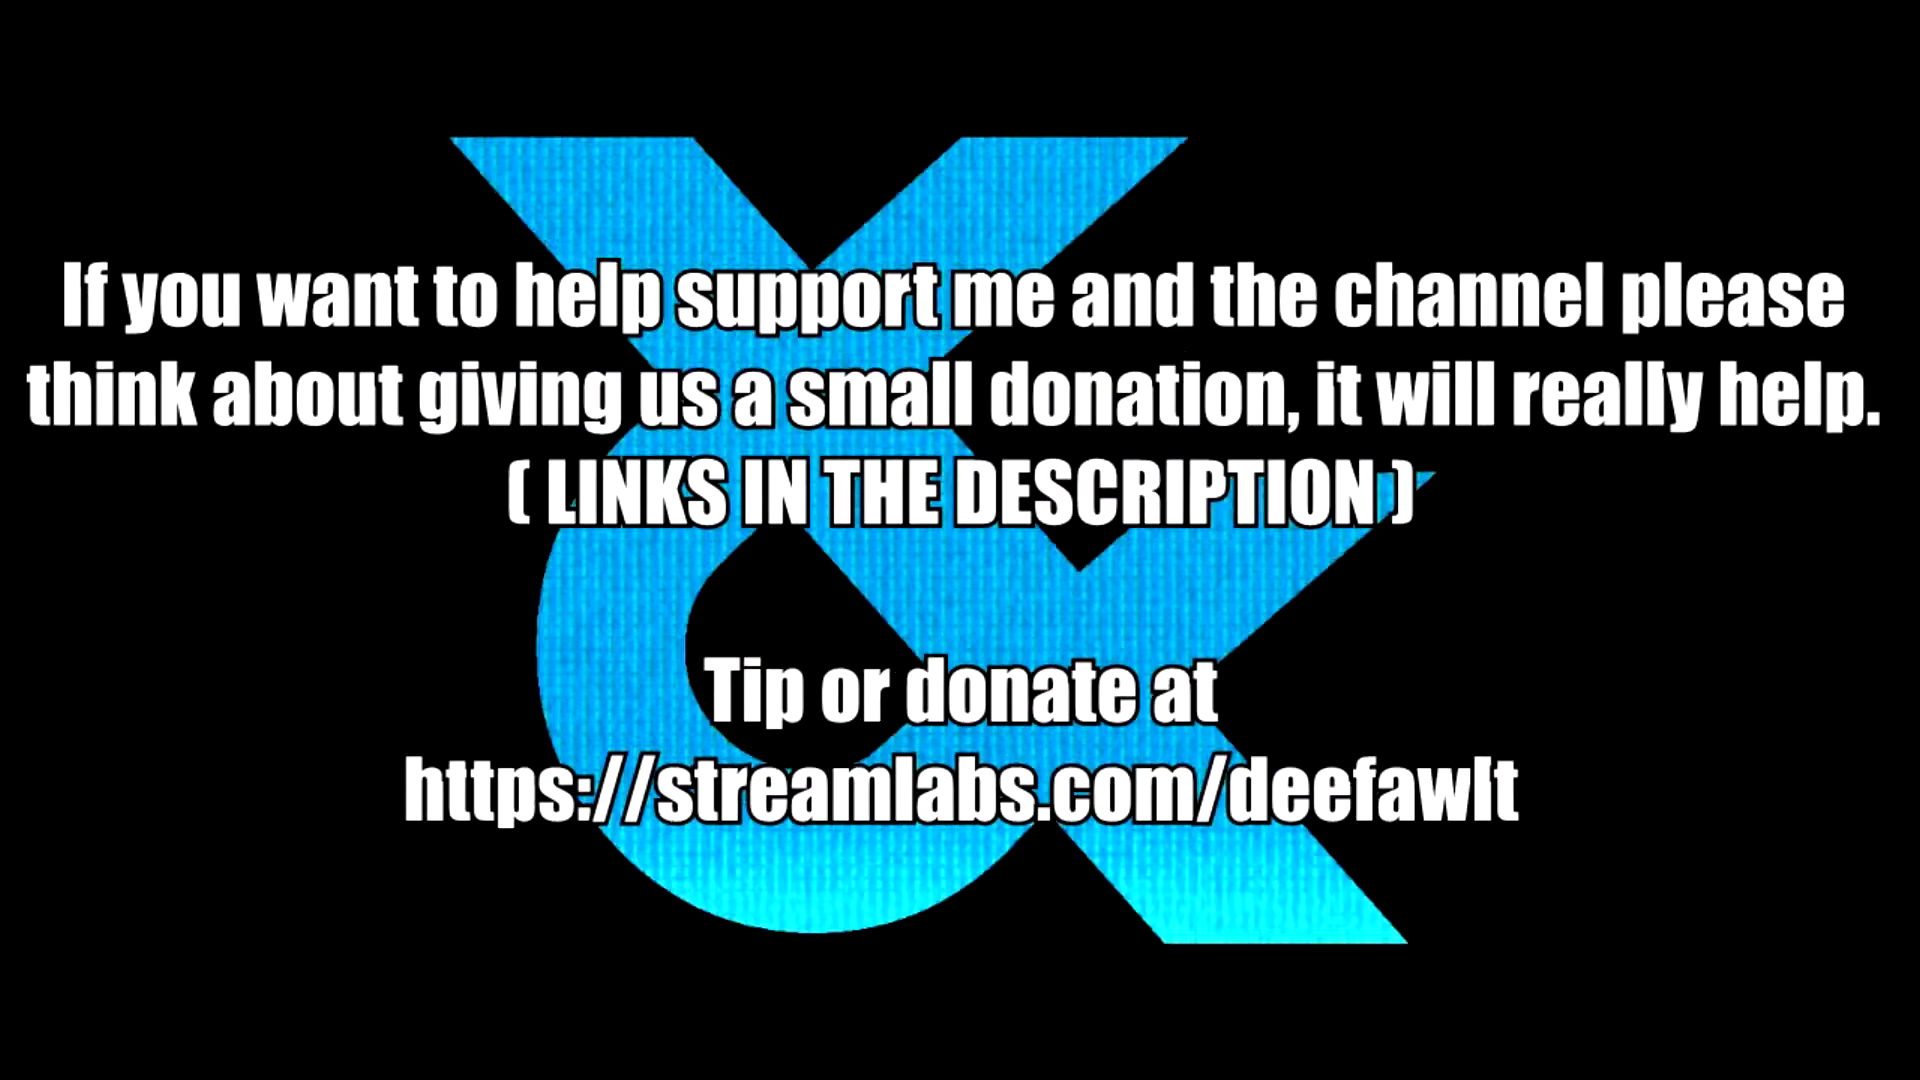 If you want to help support me and the channel please
think about giving us a small donation, it will really help.
( LINKS IN THE DESCRIPTION )
Tip or donate at
https://streamlabs.com/deefawlt